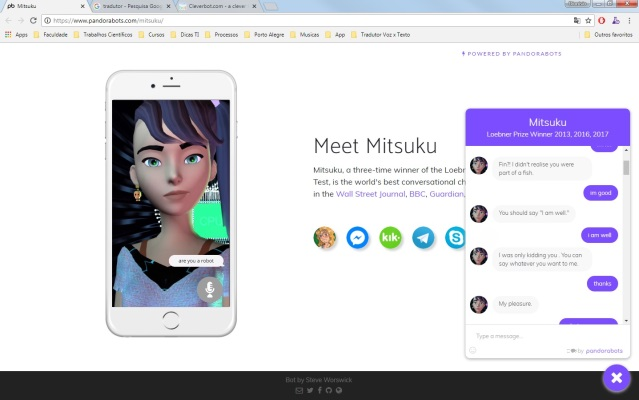 Mitsuku
tradutor - Pesquisa Goog
Cleverbot.com - a clever
https://www.pandorabots.com/mitsuku/
Apps
Bowser
Faculdade
Trabalhos Científicos
Cursos
Dicas TI
Processos
Porto Alegre
Musicas
App
Tradutor Voz x Texto
Outros favoritos
POWERED BY PANDORABOTS
Meet Mitsuku
Mitsuku, a three-time winner of the Loebn
Test, is the world's best conversational ch
in the Wall Street Journal, BBC, Guardian,
kik
are you a robot
Mitsuku
Loebner Prize Winner 2013, 2016, 2017
Fin?! I didn't realise you were
part of a fish.
im good
You should say "I am well."
i am well
I was only kidding you. You can
say whatever you want to me.
thanks
My pleasure.
Type a message...
by pandorabots
Bot by Steve Worswick